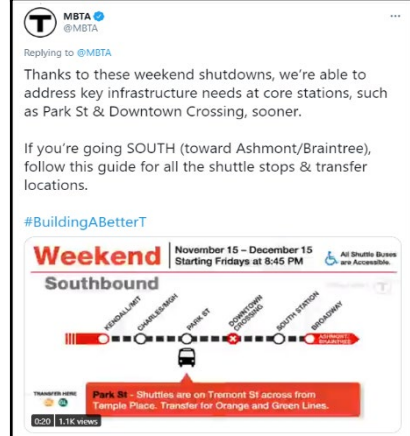 MBTA
@MBTA
Replying to @MBTA
Thanks to these weekend shutdowns, we're able to
address key infrastructure needs at core stations, such
as Park St & Downtown Crossing, sooner.
If you're going SOUTH (toward Ashmont/Braintree),
follow this guide for all the shuttle stops & transfer
locations.
#BuildingABetterT
Weekend
November 15 – December 15
Starting Fridays at 8:45 PM
All Shuttle Buses
are Accessible.
Southbound
KENDALL/MIT
CHARLES/MGH
PARK ST
DOWNTOWN
CROSSING
SOUTH STATION
BROADWAY
ASHMONT/
BRAINTREE
TRANSFER HERE
OL GL
Park St - Shuttles are on Tremont St across from
Temple Place. Transfer for Orange and Green Lines.
0:20 1.1K views